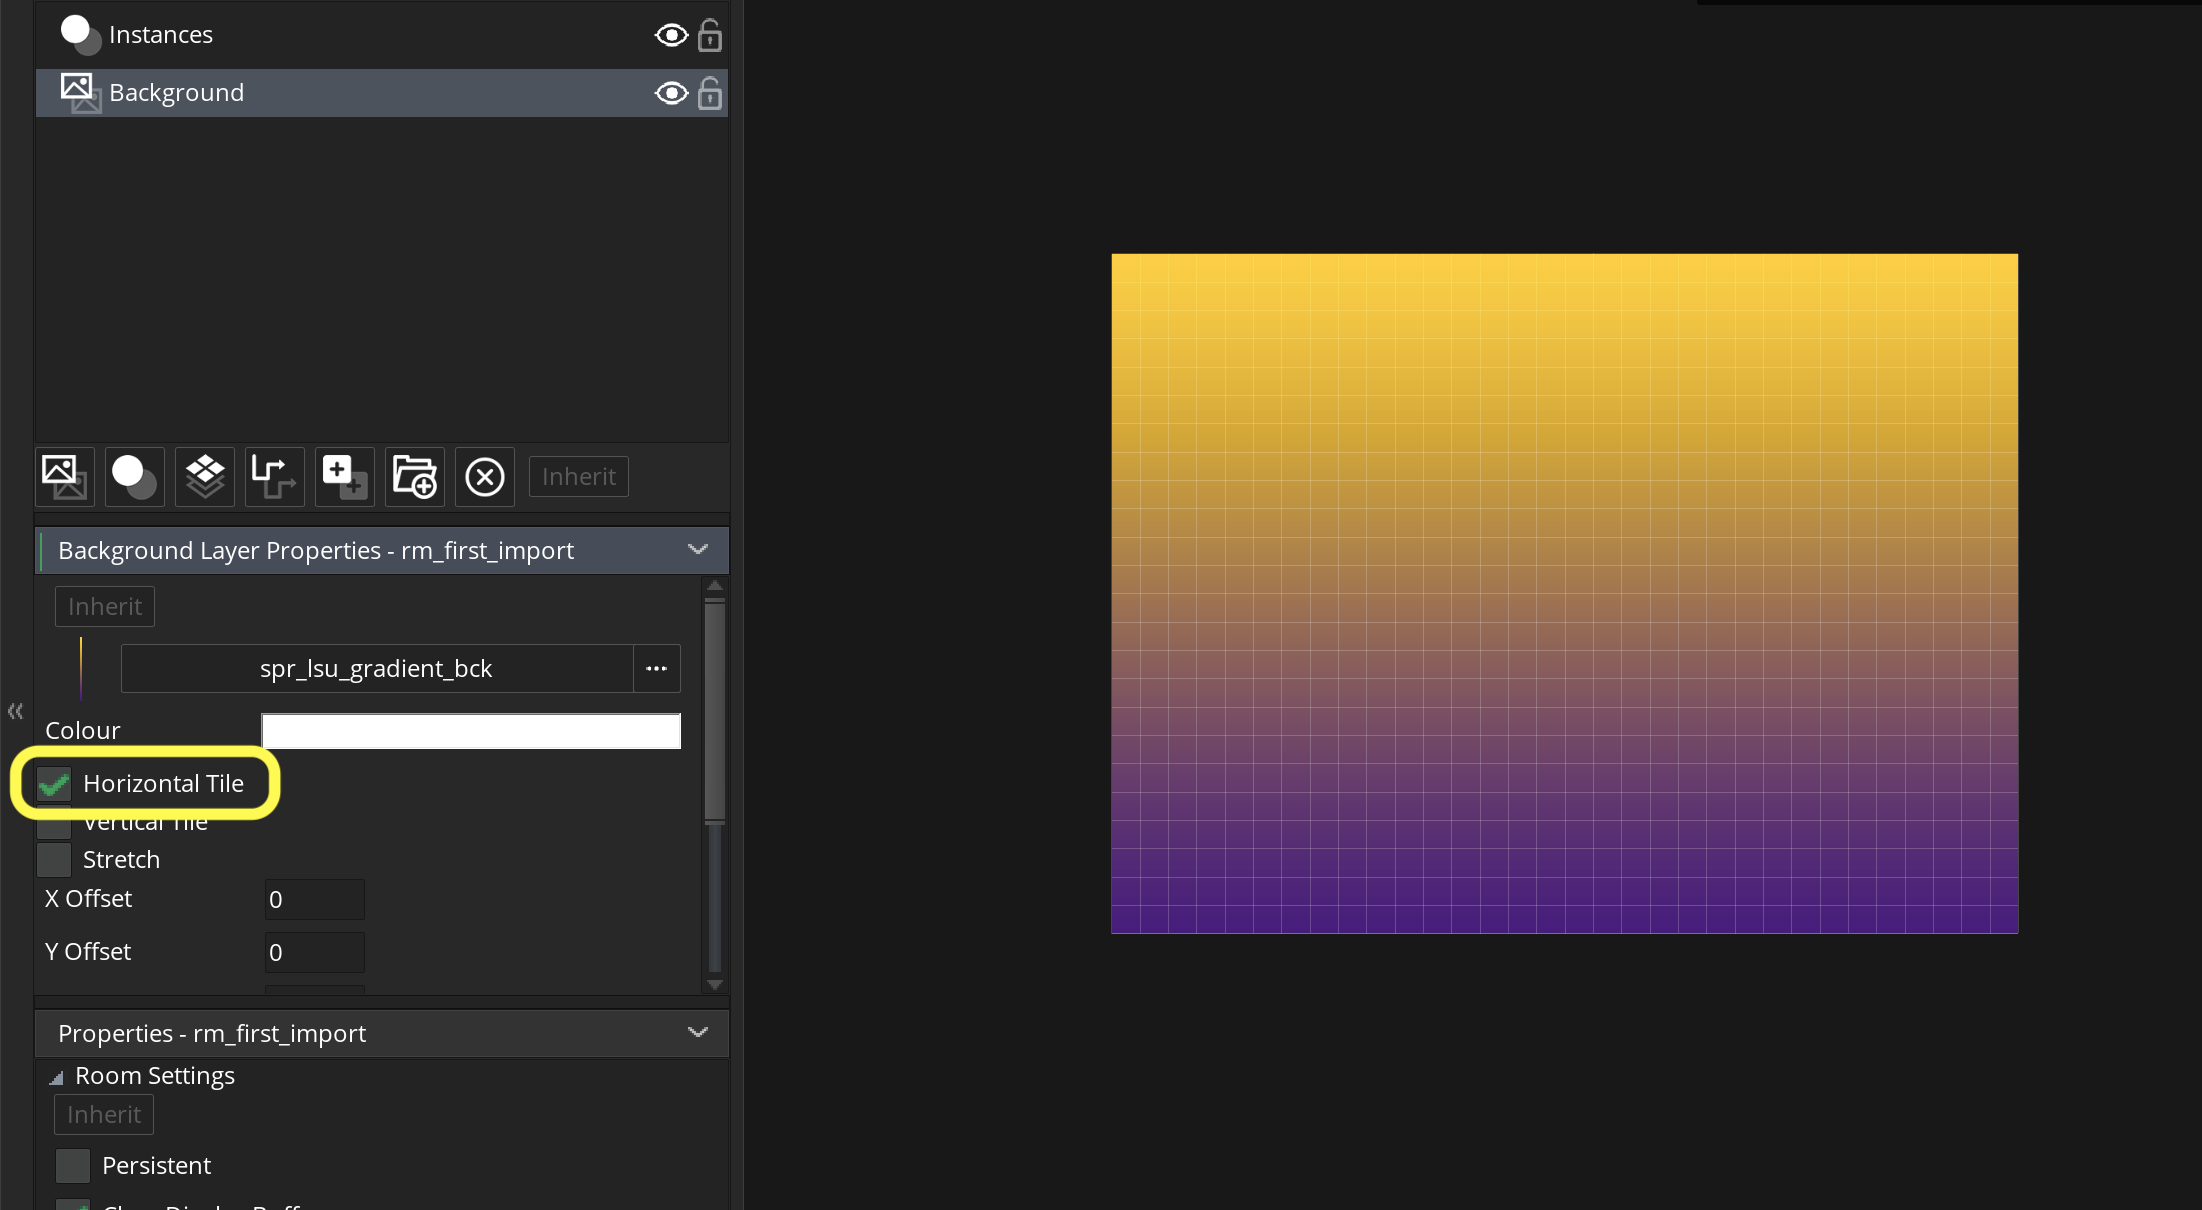 Instances
Background
Inherit
Background Layer Properties - rm_first_import
Inherit
spr_lsu_gradient_bck
...
Colour
Horizontal Tile
Vertical Tile
Stretch
X Offset 0
Y Offset 0
Properties - rm_first_import
Room Settings
Inherit
Persistent